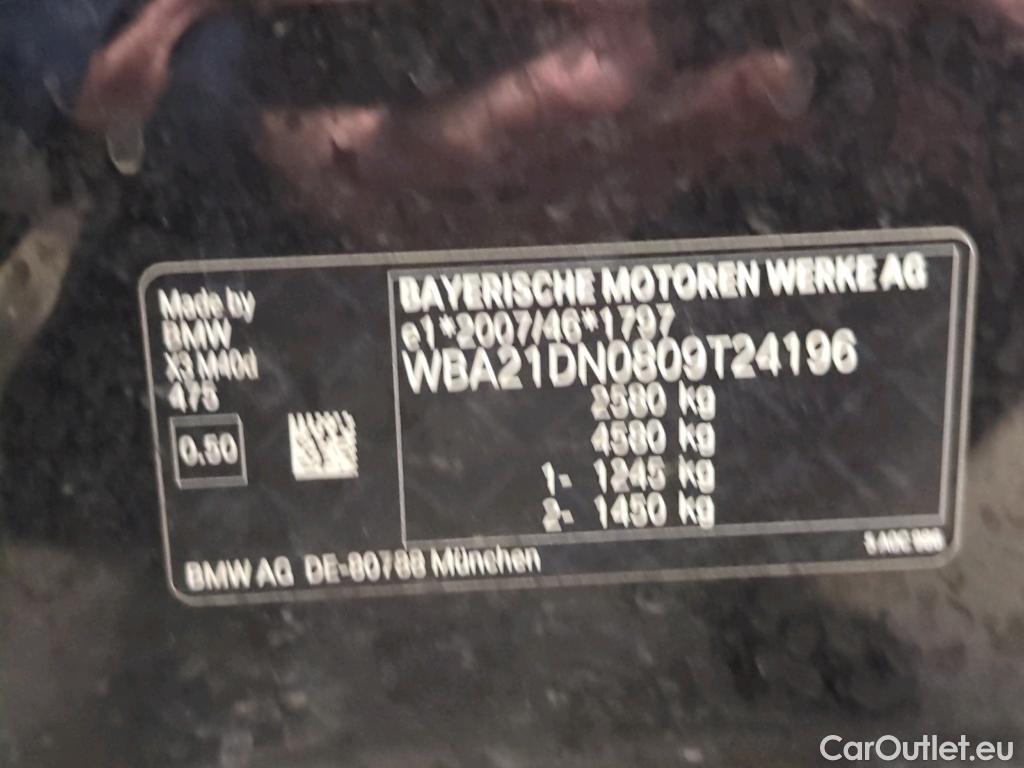 Made by
BMW
X3 M40d
475
0.50
BAYERISCHE MOTOREN WERKE AG
e1*2007/46*1797
WBA21DN0809T24196
2580 kg
4580 kg
1- 1245 kg
2- 1450 kg
BMW AG DE-80788 München
CarOutlet.eu